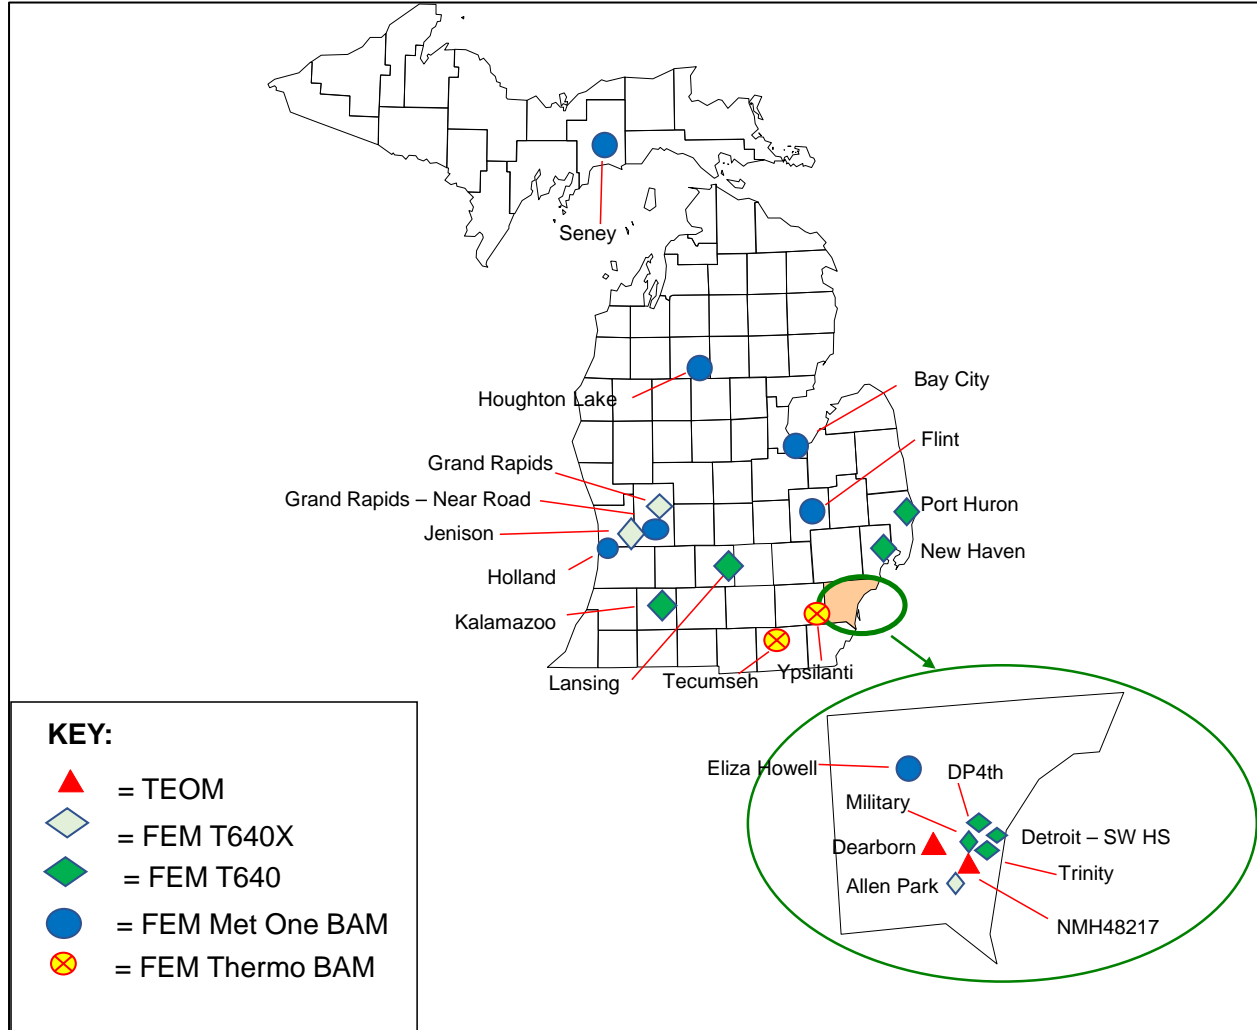 Seney
Houghton Lake
Bay City
Flint
Grand Rapids
Grand Rapids – Near Road
Port Huron
Jenison
New Haven
Holland
Kalamazoo
Lansing
Tecumseh
Ypsilanti
KEY:
= TEOM
= FEM T640X
= FEM T640
= FEM Met One BAM
= FEM Thermo BAM
Eliza Howell
DP4th
Military
Detroit – SW HS
Dearborn
Trinity
Allen Park
NMH48217